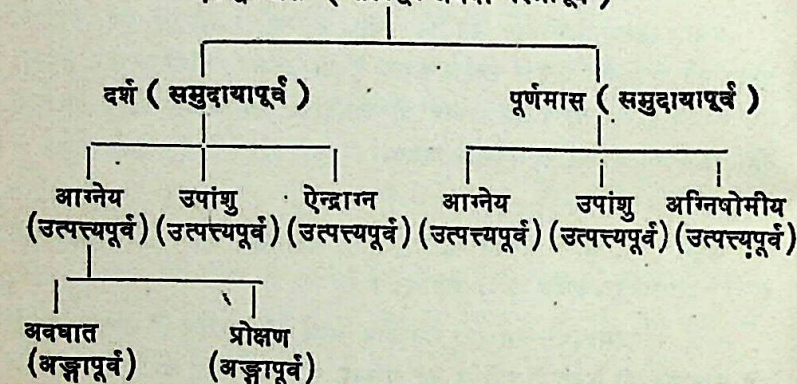 दर्श ( समुदायापूर्व )
पूर्णमास ( समुदायापूर्व )
आग्नेय उपांशु ऐन्द्राग्न आग्नेय उपांशु अग्निषोमीय
(उत्पत्त्यपूर्व) (उत्पत्त्यपूर्व) (उत्पत्त्यपूर्व) (उत्पत्त्यपूर्व) (उत्पत्त्यपूर्व) (उत्पत्त्यपूर्व)
अवघात प्रोक्षण
(अङ्गापूर्व) (अङ्गापूर्व)